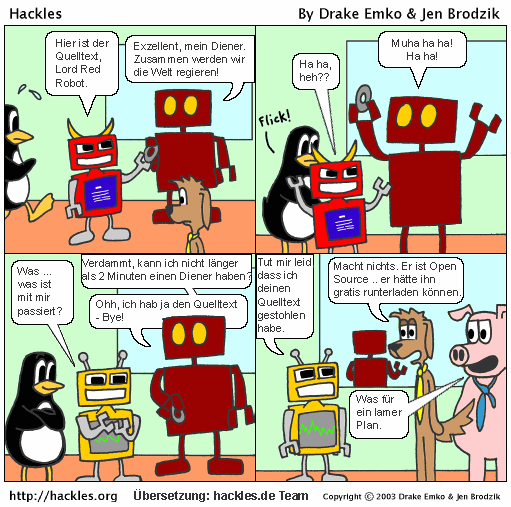 Hackles
By Drake Emko & Jen Brodzik
Hier ist der
Quelltext,
Lord Red
Robot.
Exzellent, mein Diener.
Zusammen werden wir
die Welt regieren!
Flick!
Ha ha,
heh??
Muha ha ha!
Ha ha!
Was ...
was ist
mit mir
passiert?
Verdammt, kann ich nicht länger
als 2 Minuten einen Diener haben?
Ohh, ich hab ja den Quelltext
- Bye!
Tut mir leid
dass ich
deinen
Quelltext
gestohlen
habe.
Macht nichts. Er ist Open
Source .. er hätte ihn
gratis runterladen können.
Was für
ein lamer
Plan.
http://hackles.org
Übersetzung: hackles.de Team
Copyright © 2003 Drake Emko & Jen Brodzik